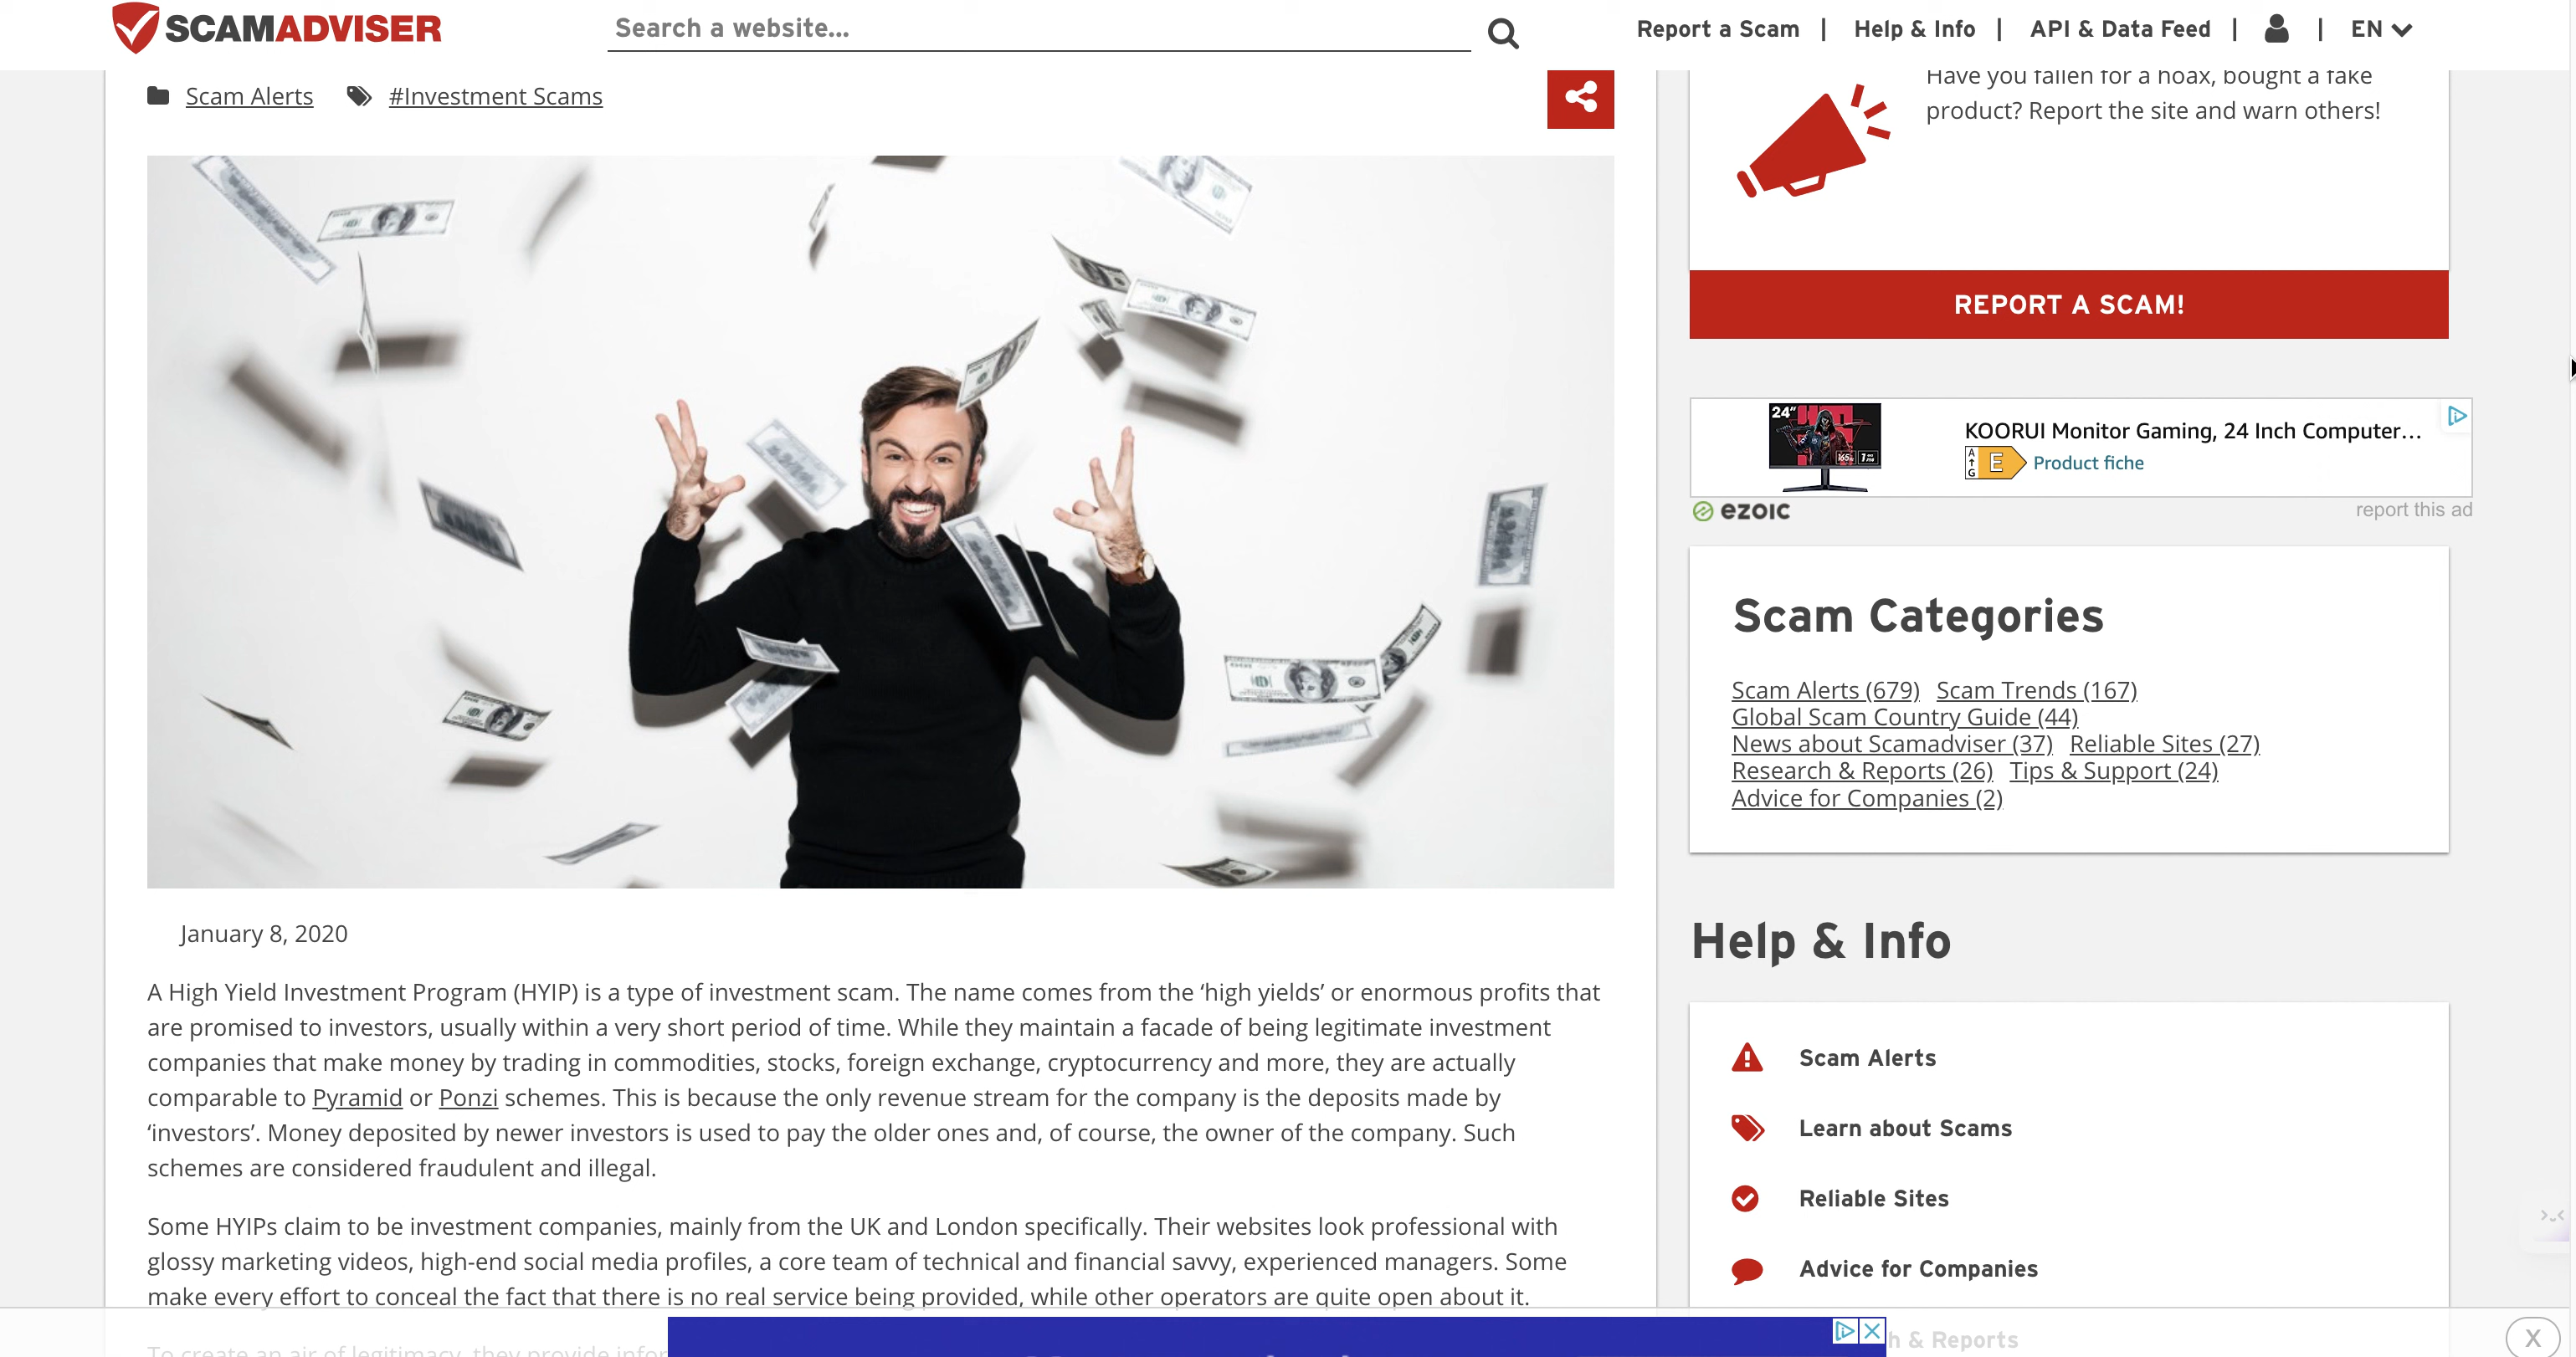 SCAMADVISER
Search a website...
Report a Scam | Help & Info | API & Data Feed | | EN
Scam Alerts #Investment Scams
January 8, 2020
A High Yield Investment Program (HYIP) is a type of investment scam. The name comes from the ‘high yields’ or enormous profits that
are promised to investors, usually within a very short period of time. While they maintain a facade of being legitimate investment
companies that make money by trading in commodities, stocks, foreign exchange, cryptocurrency and more, they are actually
comparable to Pyramid or Ponzi schemes. This is because the only revenue stream for the company is the deposits made by
‘investors’. Money deposited by newer investors is used to pay the older ones and, of course, the owner of the company. Such
schemes are considered fraudulent and illegal.
Some HYIPs claim to be investment companies, mainly from the UK and London specifically. Their websites look professional with
glossy marketing videos, high-end social media profiles, a core team of technical and financial savvy, experienced managers. Some
make every effort to conceal the fact that there is no real service being provided, while other operators are quite open about it.
To create an air of legitimacy, they provide
Have you fallen for a hoax, bought a fake
product? Report the site and warn others!
REPORT A SCAM!
24"
165Hz 1ms
KOORUI Monitor Gaming, 24 Inch Computer...
A G E Product fiche
ezoic
report this ad
Scam Categories
Scam Alerts (679) Scam Trends (167)
Global Scam Country Guide (44)
News about Scamadviser (37) Reliable Sites (27)
Research & Reports (26) Tips & Support (24)
Advice for Companies (2)
Help & Info
Scam Alerts
Learn about Scams
Reliable Sites
Advice for Companies
h & Reports
X